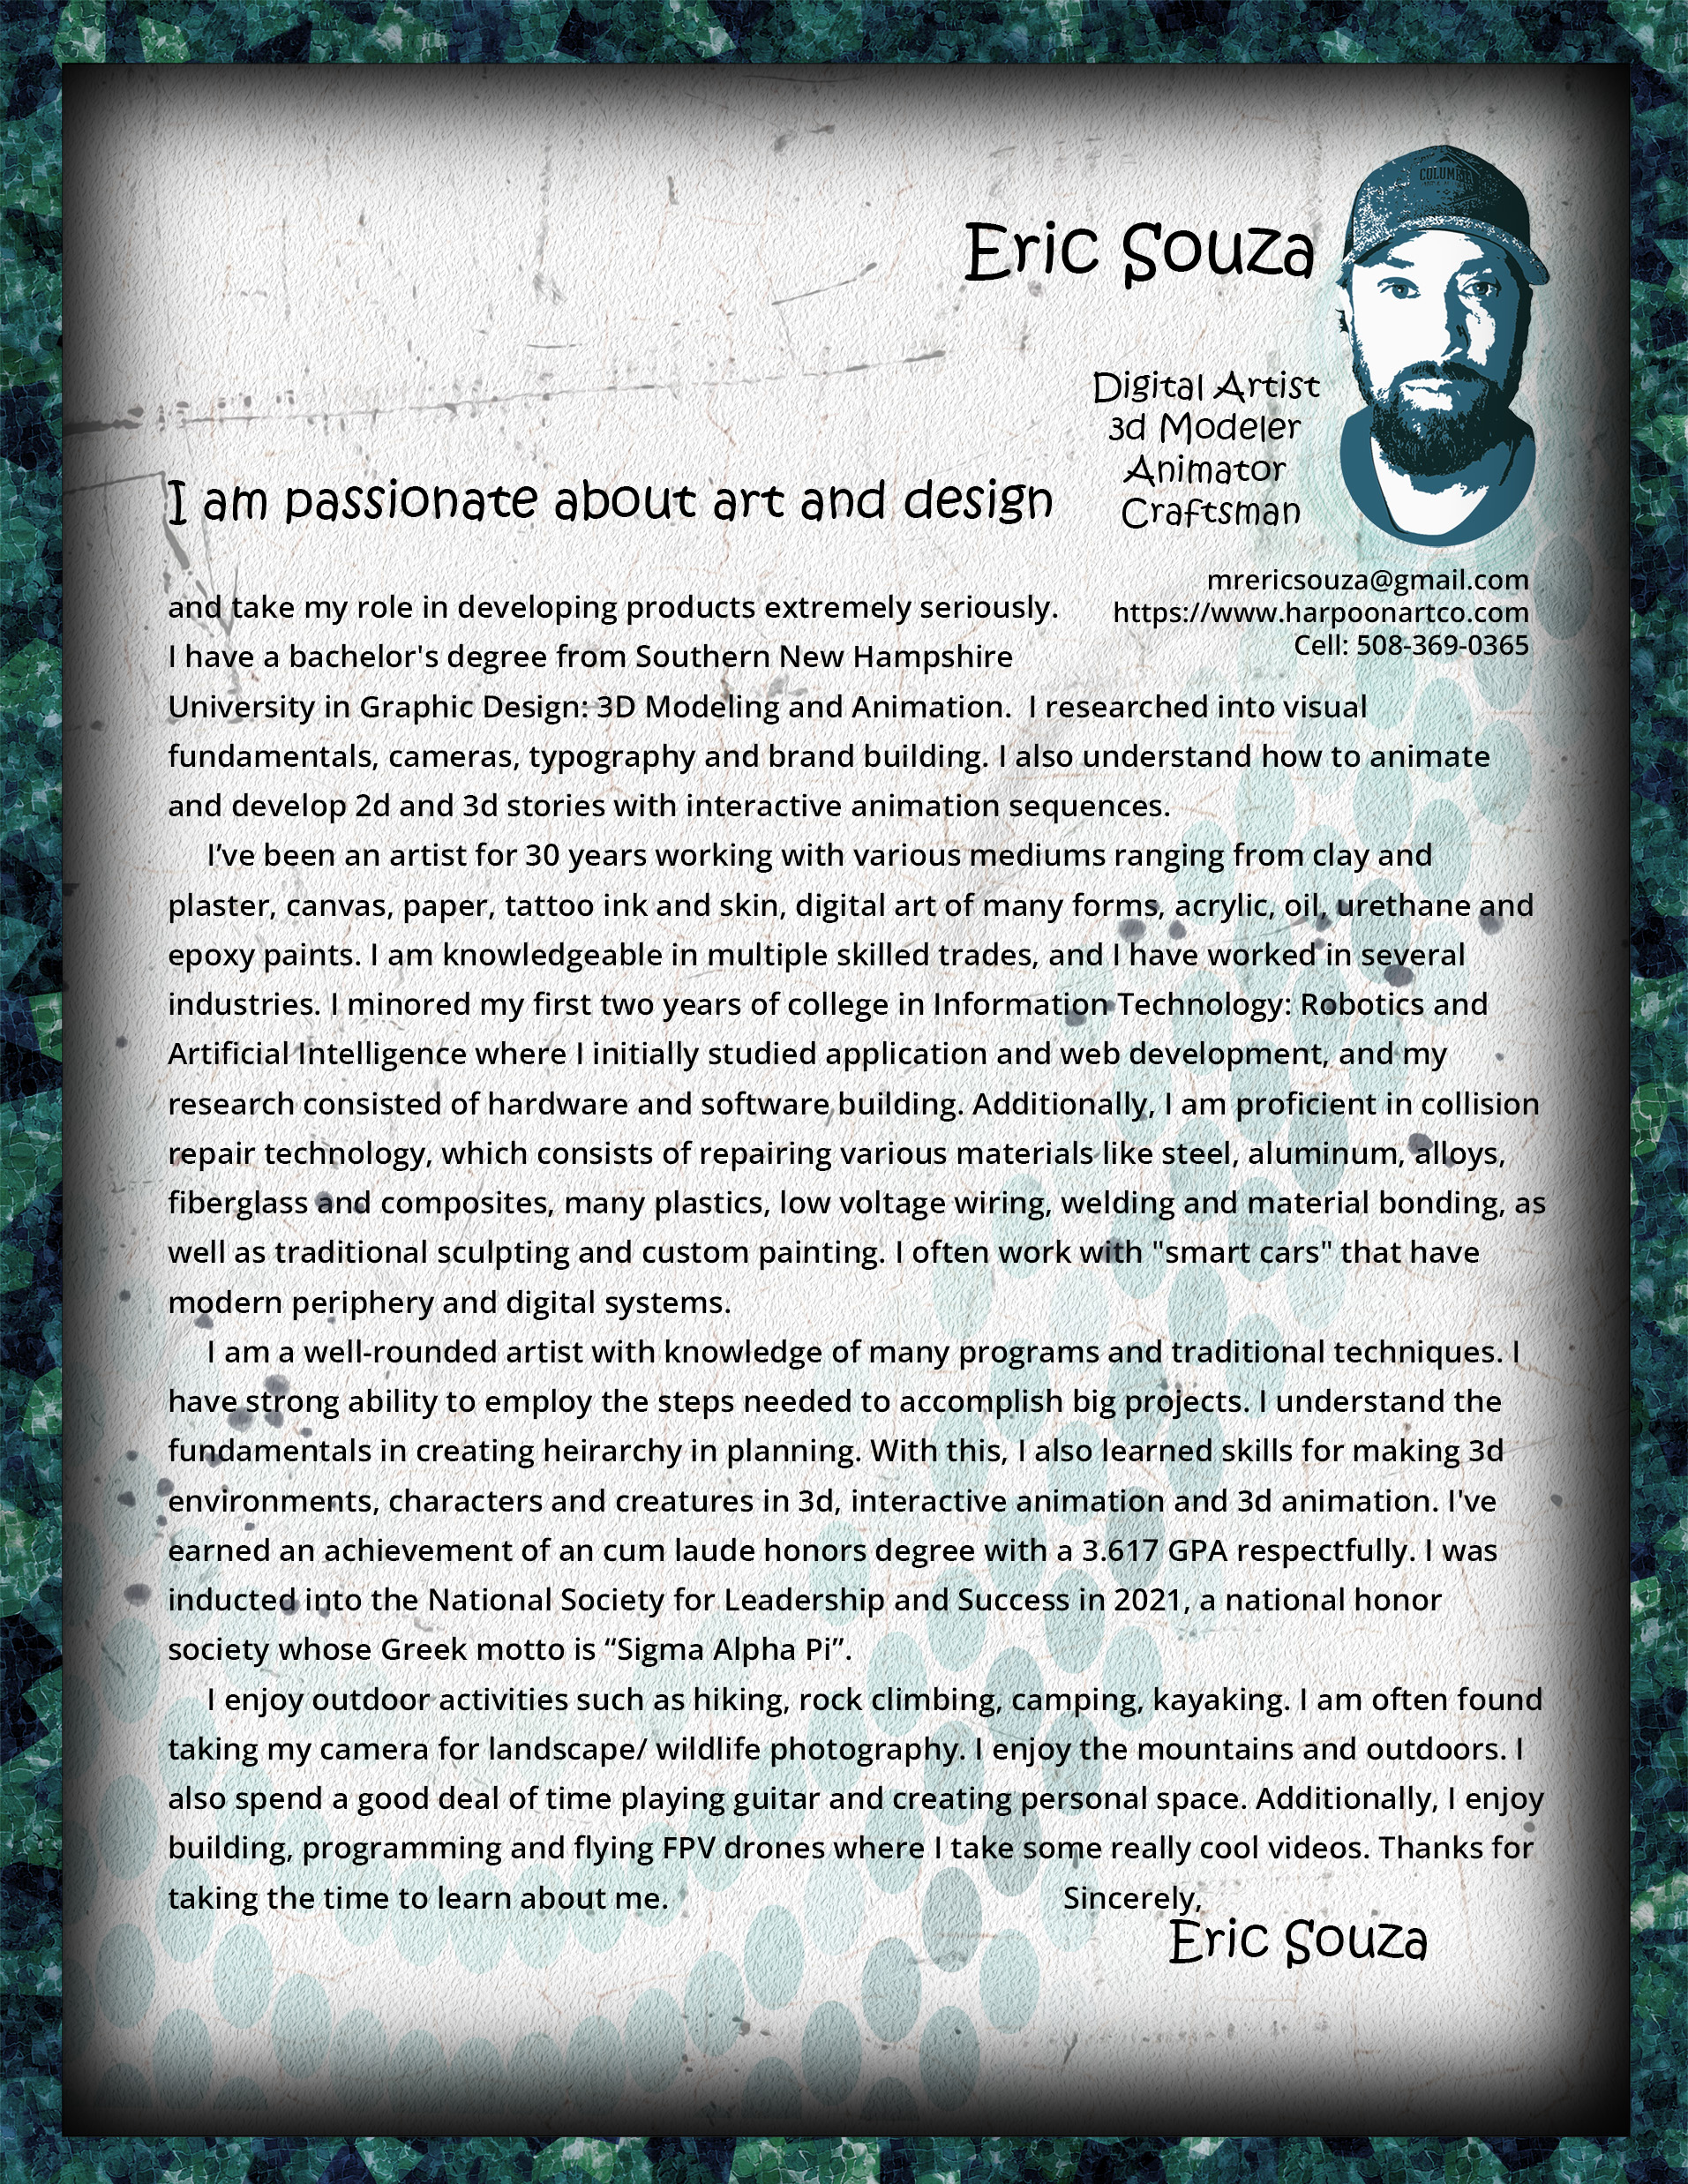 COLUMBIA
Eric Souza
Digital Artist
3d Modeler
Animator
Craftsman
I am passionate about art and design
mrericsouza@gmail.com
https://www.harpoonartco.com
Cell: 508-369-0365
and take my role in developing products extremely seriously.
I have a bachelor's degree from Southern New Hampshire
University in Graphic Design: 3D Modeling and Animation.  I researched into visual
fundamentals, cameras, typography and brand building. I also understand how to animate
and develop 2d and 3d stories with interactive animation sequences.
I’ve been an artist for 30 years working with various mediums ranging from clay and
plaster, canvas, paper, tattoo ink and skin, digital art of many forms, acrylic, oil, urethane and
epoxy paints. I am knowledgeable in multiple skilled trades, and I have worked in several
industries. I minored my first two years of college in Information Technology: Robotics and
Artificial Intelligence where I initially studied application and web development, and my
research consisted of hardware and software building. Additionally, I am proficient in collision
repair technology, which consists of repairing various materials like steel, aluminum, alloys,
fiberglass and composites, many plastics, low voltage wiring, welding and material bonding, as
well as traditional sculpting and custom painting. I often work with "smart cars" that have
modern periphery and digital systems.
I am a well-rounded artist with knowledge of many programs and traditional techniques. I
have strong ability to employ the steps needed to accomplish big projects. I understand the
fundamentals in creating heirarchy in planning. With this, I also learned skills for making 3d
environments, characters and creatures in 3d, interactive animation and 3d animation. I've
earned an achievement of an cum laude honors degree with a 3.617 GPA respectfully. I was
inducted into the National Society for Leadership and Success in 2021, a national honor
society whose Greek motto is “Sigma Alpha Pi”.
I enjoy outdoor activities such as hiking, rock climbing, camping, kayaking. I am often found
taking my camera for landscape/ wildlife photography. I enjoy the mountains and outdoors. I
also spend a good deal of time playing guitar and creating personal space. Additionally, I enjoy
building, programming and flying FPV drones where I take some really cool videos. Thanks for
taking the time to learn about me.
Sincerely,
Eric Souza